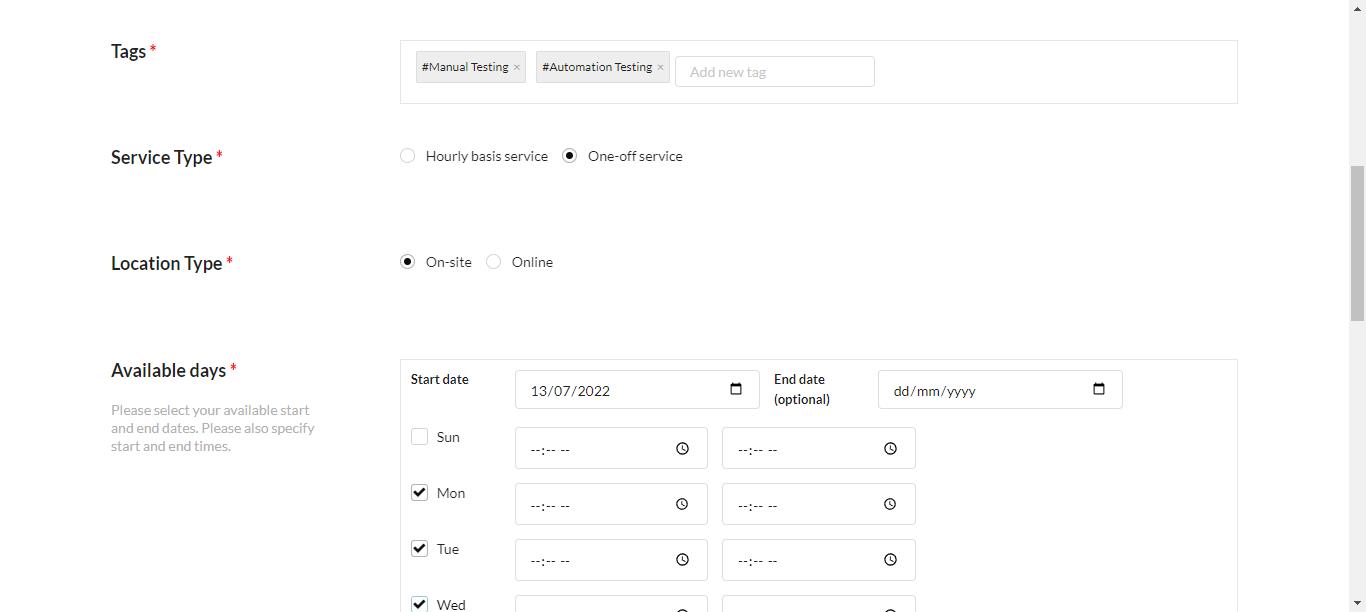 Tags *
#Manual Testing × #Automation Testing × Add new tag
Service Type *
Hourly basis service One-off service
Location Type *
On-site Online
Available days *
Please select your available start
and end dates. Please also specify
start and end times.
Start date 13/07/2022 End date
(optional) dd/mm/yyyy
Sun --:-- -- --:-- --
Mon --:-- -- --:-- --
Tue --:-- -- --:-- --
Wed